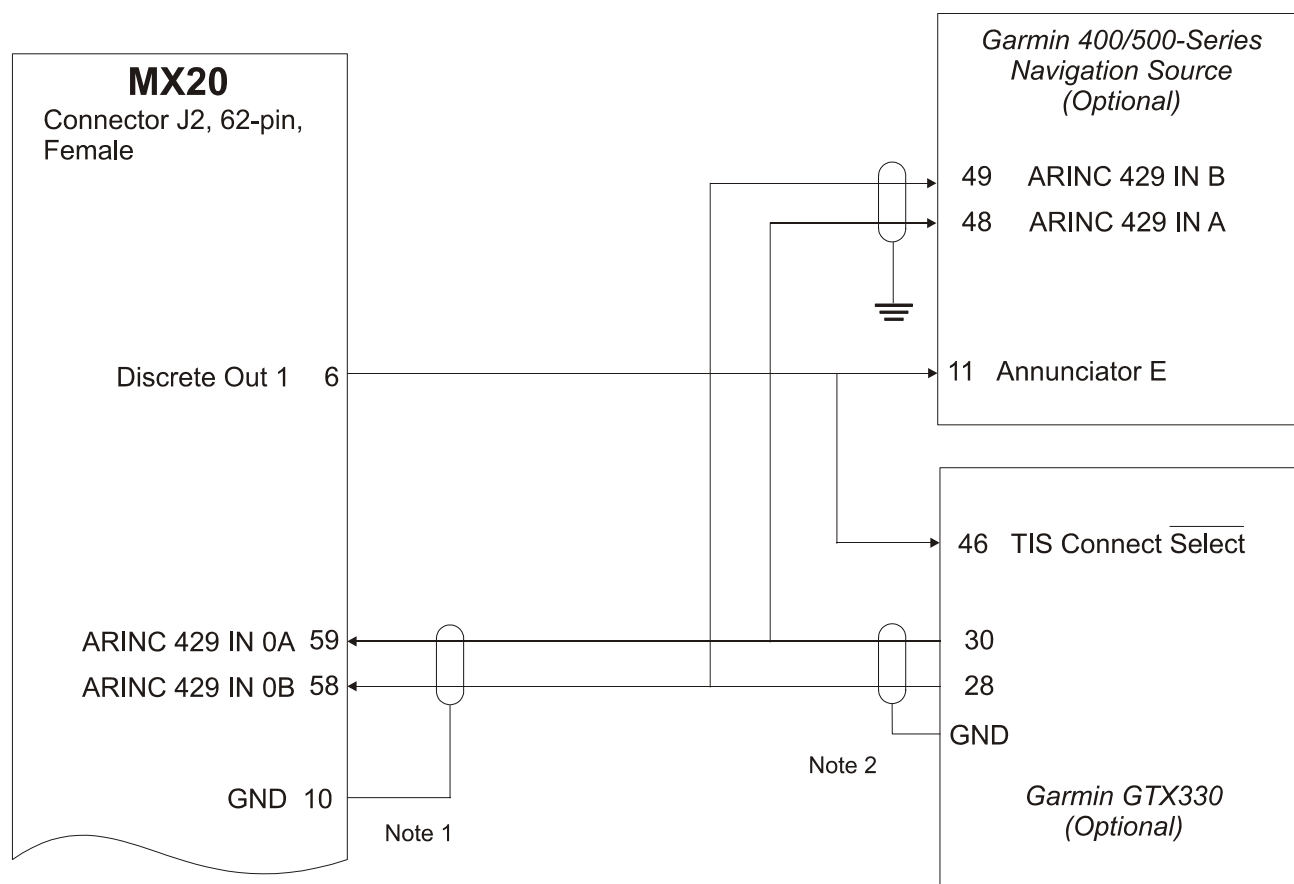 MX20
Connector J2, 62-pin,
Female
Discrete Out 1 6
ARINC 429 IN 0A 59
ARINC 429 IN 0B 58
GND 10
Note 1
Garmin 400/500-Series
Navigation Source
(Optional)
49 ARINC 429 IN B
48 ARINC 429 IN A
11 Annunciator E
46 TIS Connect Select
30
28
GND
Note 2
Garmin GTX330
(Optional)